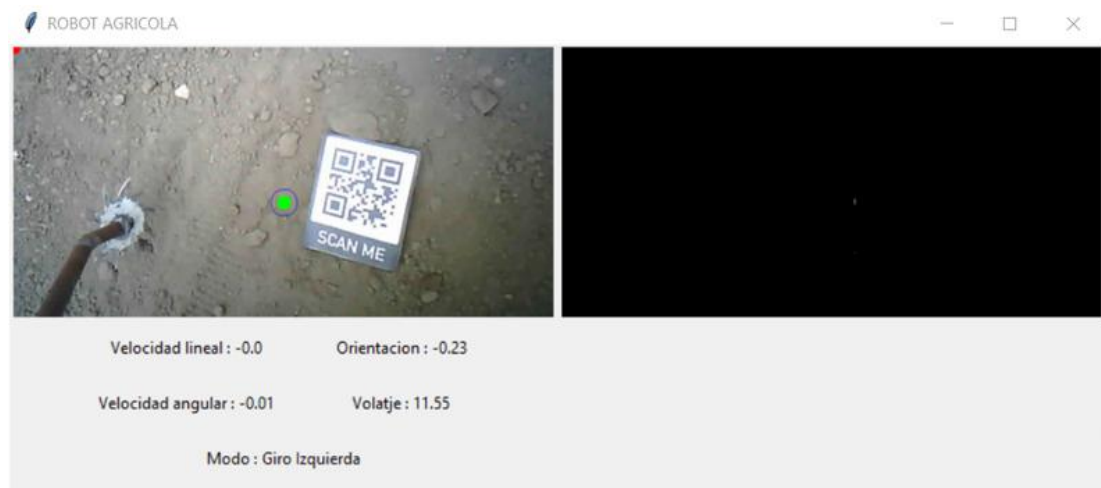 ROBOT AGRICOLA
SCAN ME
Velocidad lineal : -0.0
Orientacion : -0.23
Velocidad angular : -0.01
Volatje : 11.55
Modo : Giro Izquierda